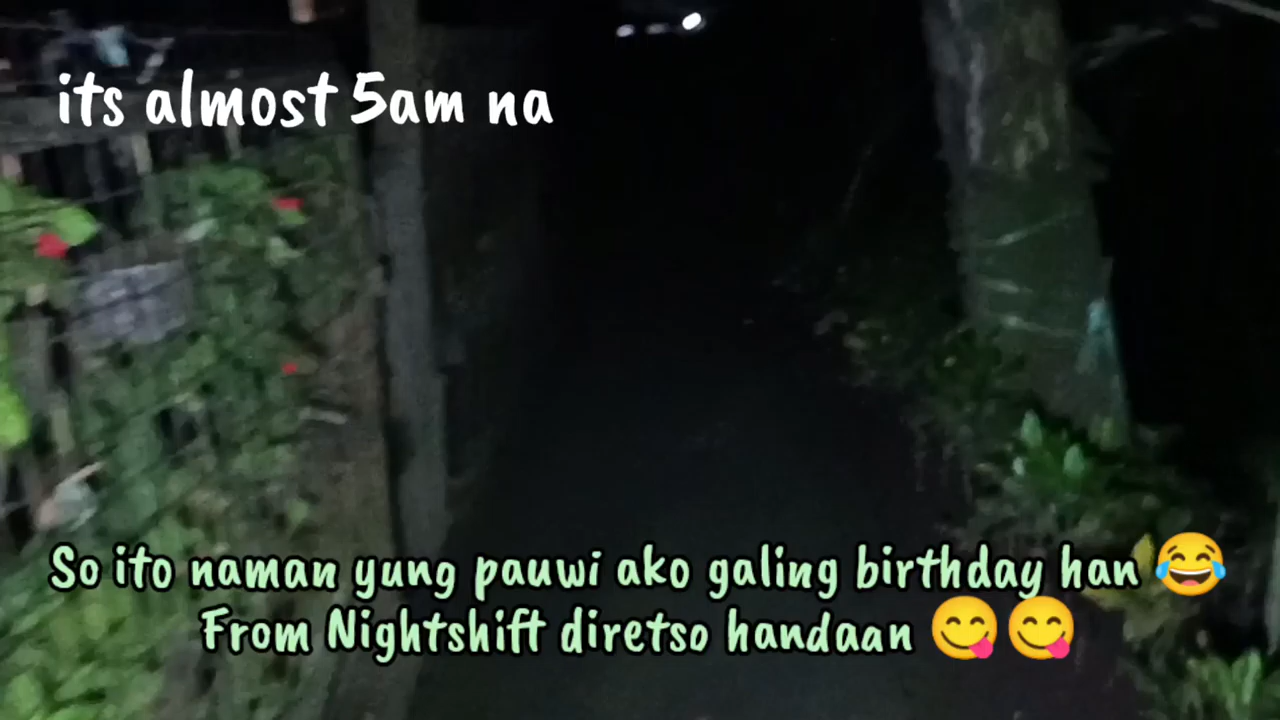 its almost 5am na
So ito naman yung pauwi ako galing birthday han 😂
From Nightshift diretso handaan 😋😋